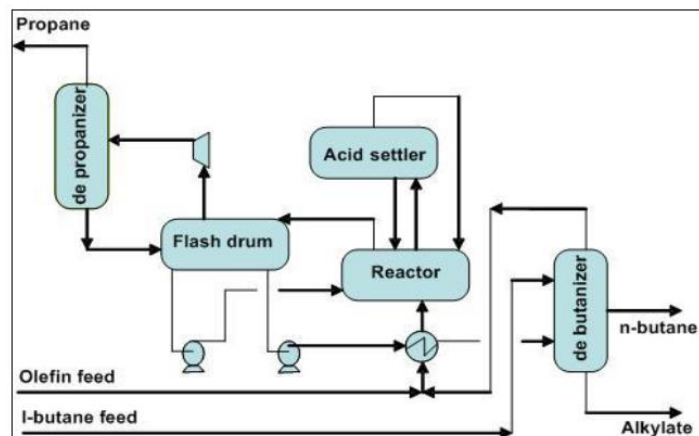 Propane
de propanizer
Acid settler
Flash drum
Reactor
de butanizer
n-butane
Olefin feed
I-butane feed
Alkylate